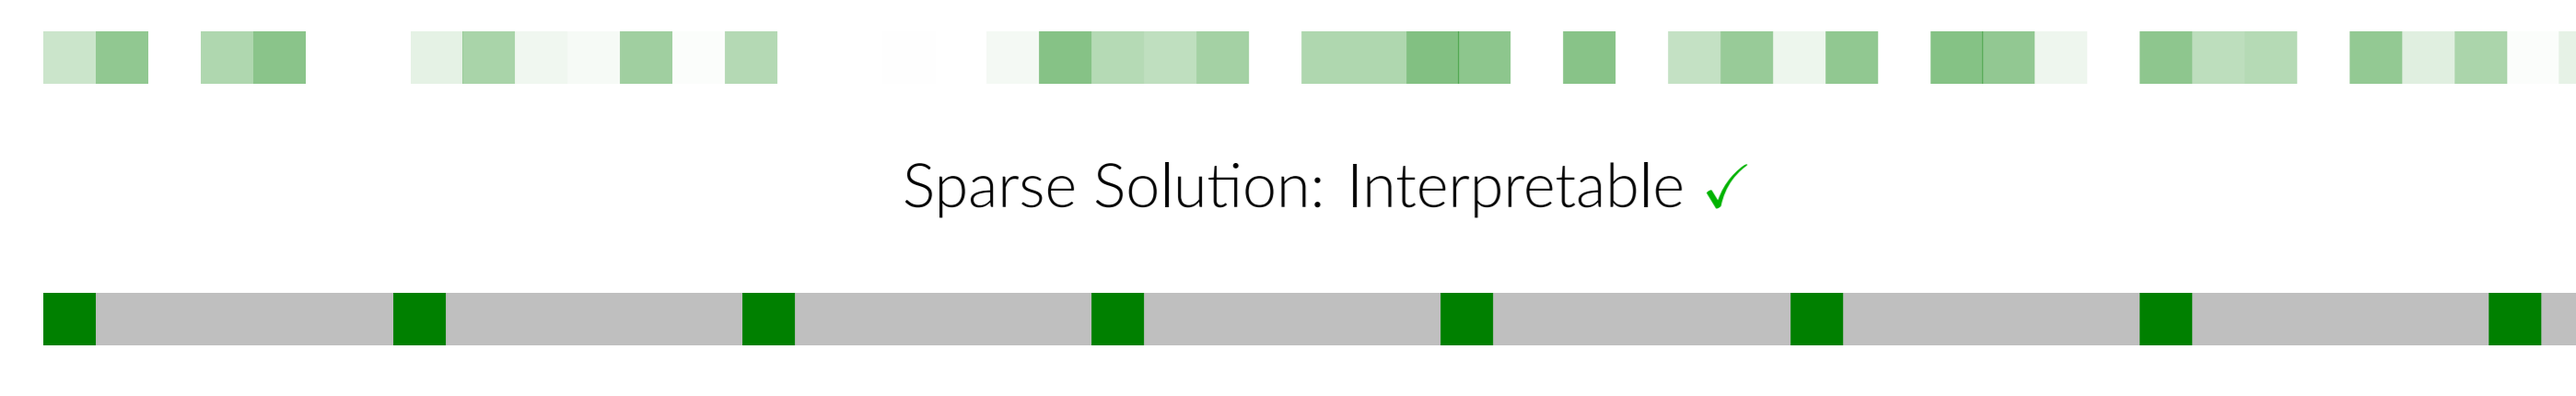 Sparse Solution: Interpretable ✓